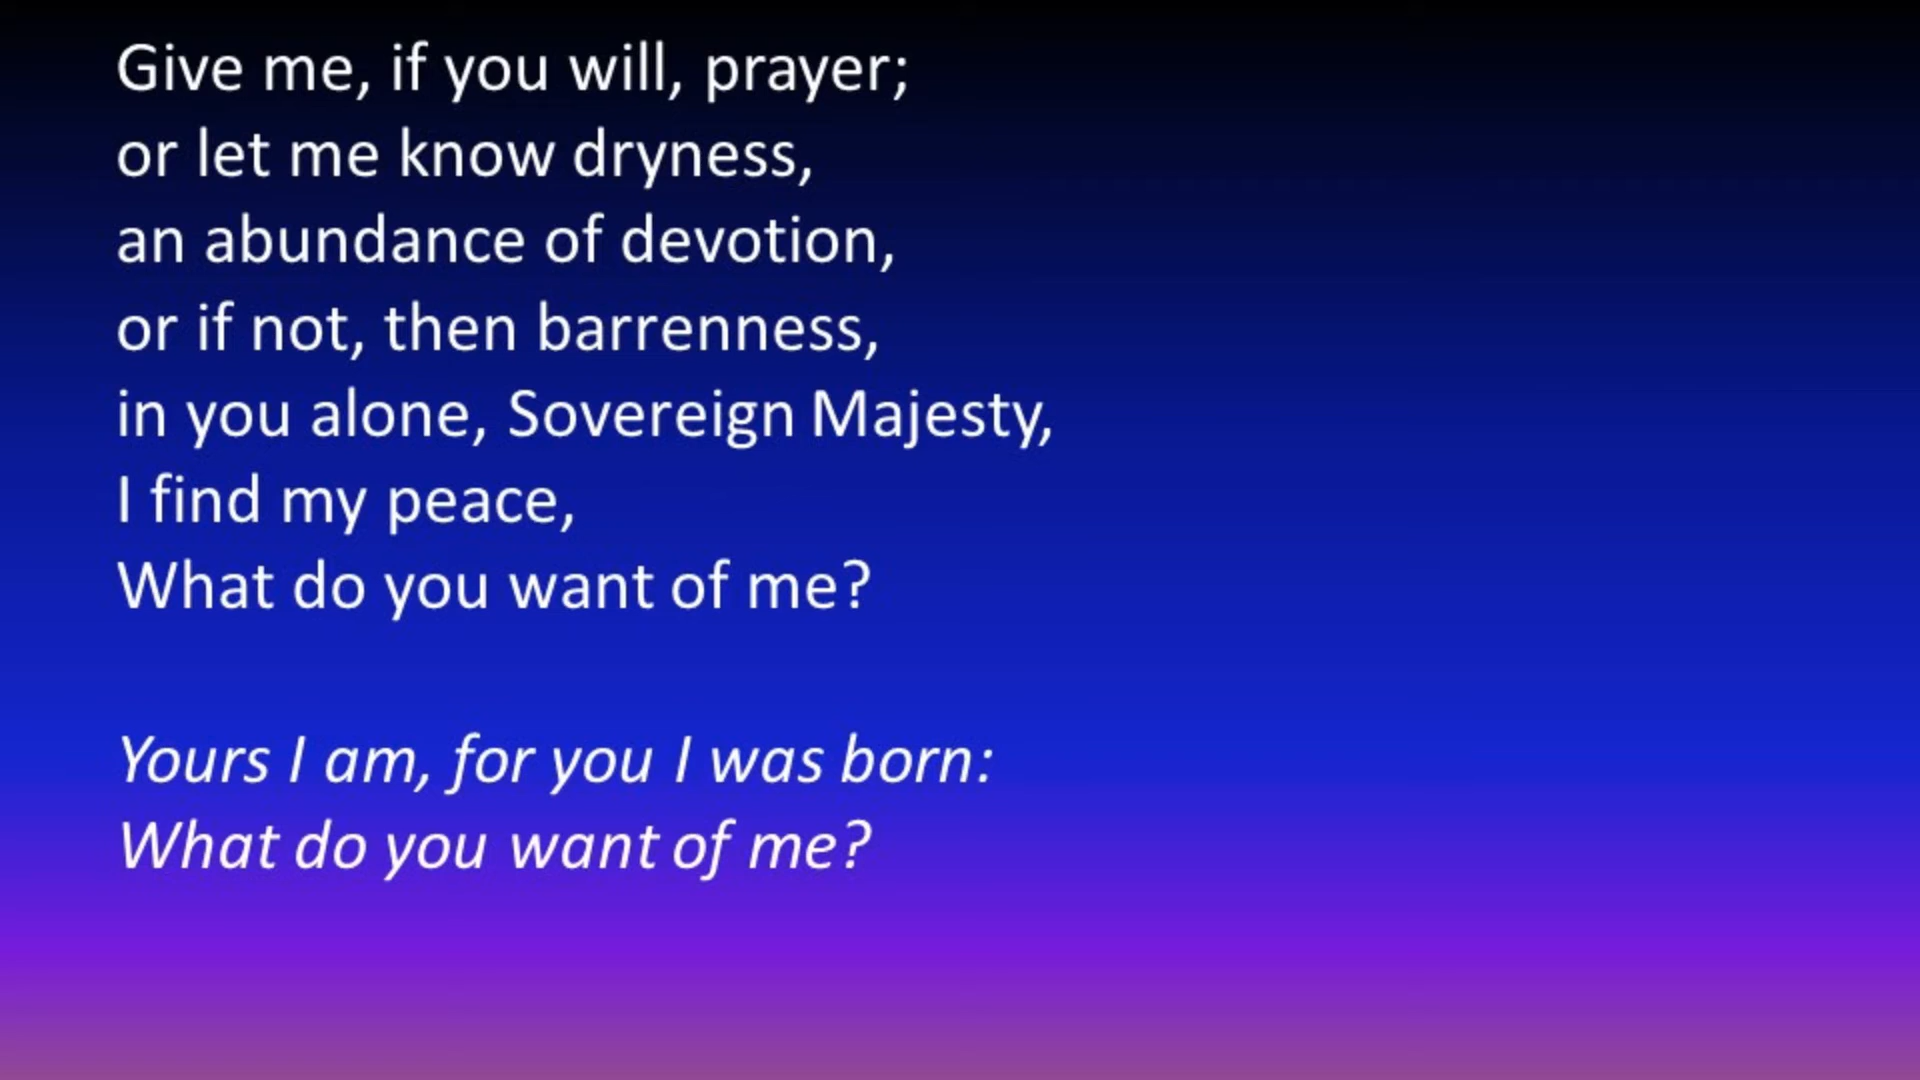 Give me, if you will, prayer;
or let me know dryness,
an abundance of devotion,
or if not, then barrenness,
in you alone, Sovereign Majesty,
I find my peace,
What do you want of me?
Yours I am, for you I was born:
What do you want of me?